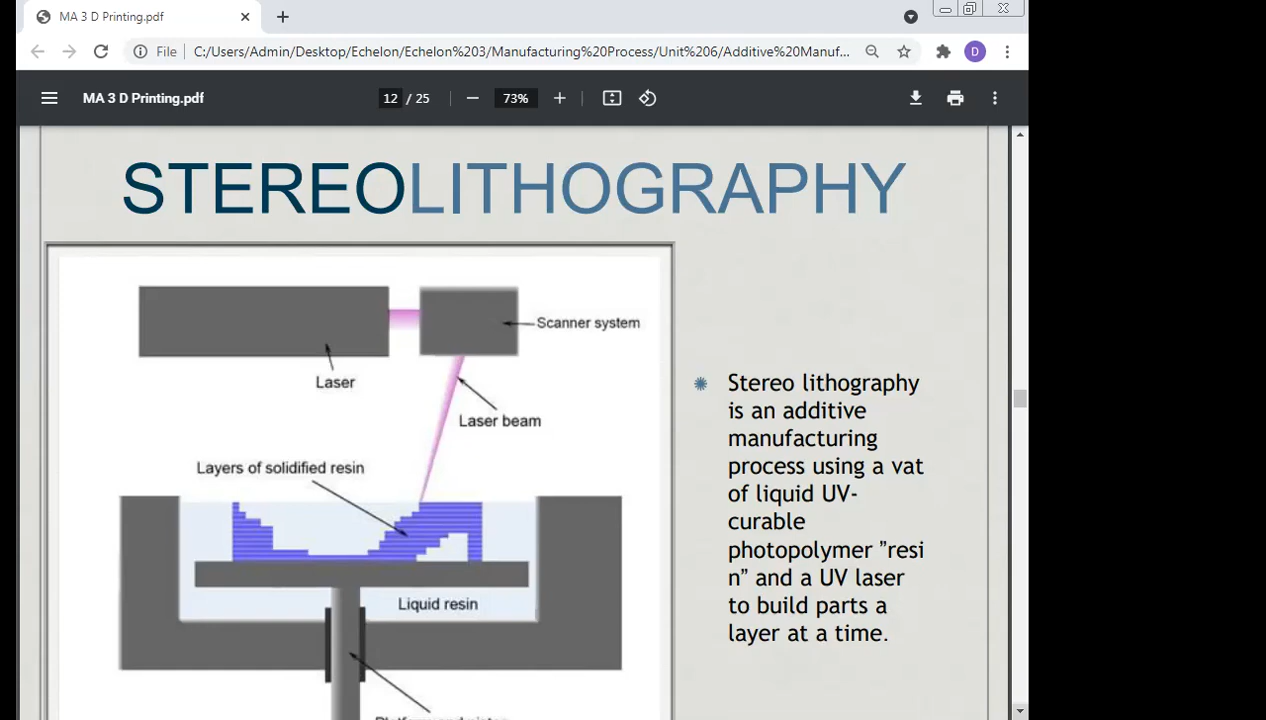 MA 3 D Printing.pdf
File C:/Users/Admin/Desktop/Echelon/Echelon%203/Manufacturing%20Process/Unit%206/Additive%20Manuf...
D
MA 3 D Printing.pdf
12 / 25
73%
STEREOLITHOGRAPHY
Scanner system
Laser
Laser beam
Layers of solidified resin
Liquid resin
Stereo lithography
is an additive
manufacturing
process using a vat
of liquid UV-
curable
photopolymer ”resi
n” and a UV laser
to build parts a
layer at a time.